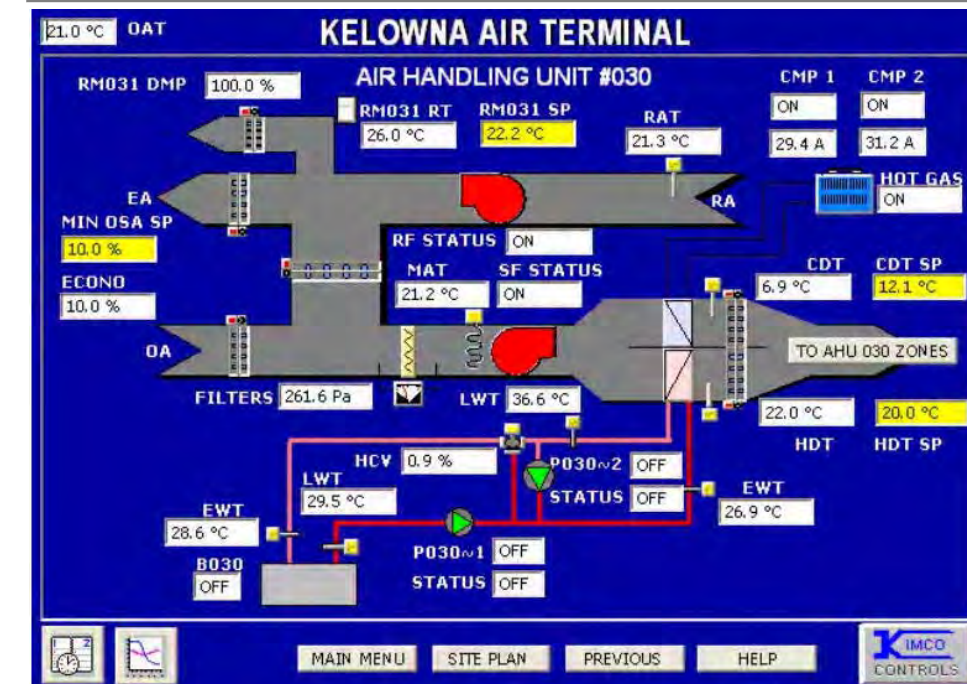 21.0 °C OAT
KELOWNA AIR TERMINAL
AIR HANDLING UNIT #030
RM031 DMP 100.0 %
RM031 RT
26.0 °C
RM031 SP
22.2 °C
RAT
21.3 °C
CMP 1
ON
29.4 A
CMP 2
ON
31.2 A
HOT GAS
ON
EA
RA
MIN OSA SP
10.0 %
ECONO
10.0 %
RF STATUS ON
MAT
21.2 °C
SF STATUS
ON
CDT
6.9 °C
CDT SP
12.1 °C
OA
TO AHU 030 ZONES
FILTERS 261.6 Pa
LWT 36.6 °C
22.0 °C
HDT
20.0 °C
HDT SP
HCV 0.9 %
P030~2 OFF
STATUS OFF
LWT
29.5 °C
EWT
28.6 °C
EWT
26.9 °C
B030
OFF
P030~1 OFF
STATUS OFF
1 2
MAIN MENU
SITE PLAN
PREVIOUS
HELP
KIMCO
CONTROLS